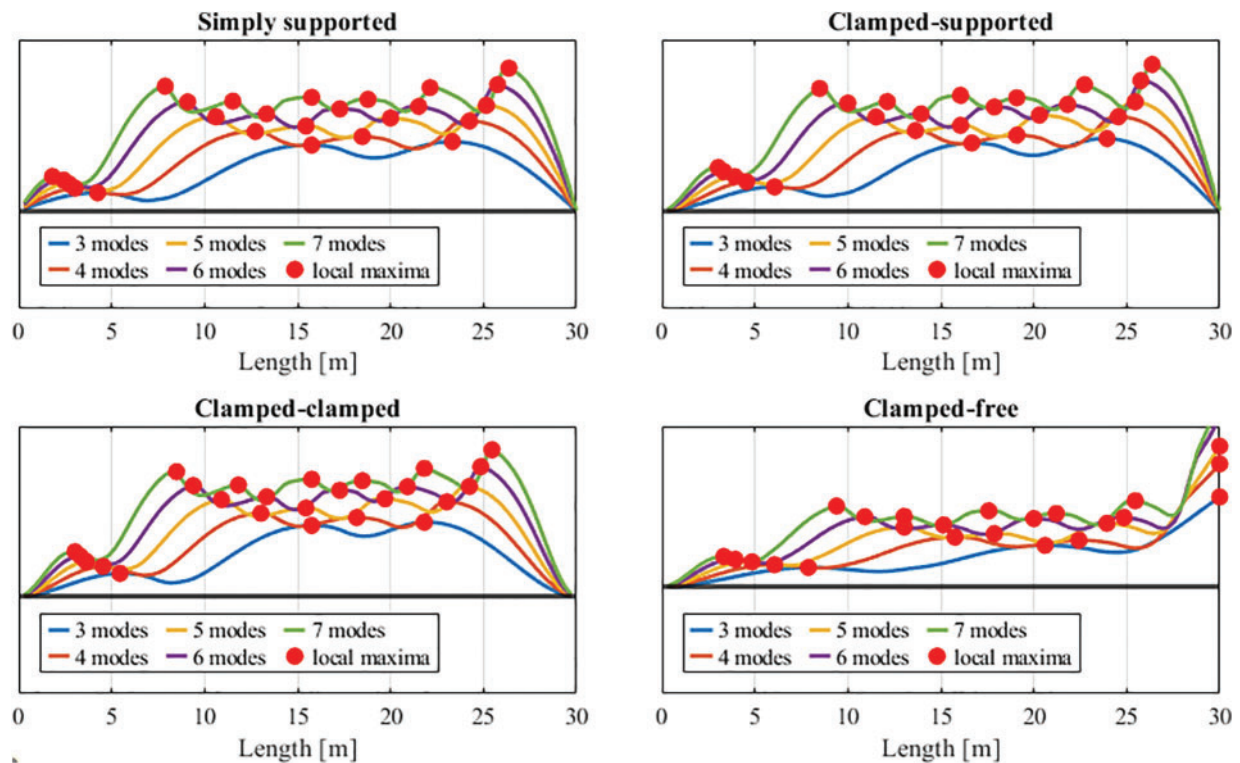 Simply supported
3 modes 5 modes 7 modes
4 modes 6 modes local maxima
0 5 10 15 20 25 30
Length [m]
Clamped-supported
3 modes 5 modes 7 modes
4 modes 6 modes local maxima
0 5 10 15 20 25 30
Length [m]
Clamped-clamped
3 modes 5 modes 7 modes
4 modes 6 modes local maxima
0 5 10 15 20 25 30
Length [m]
Clamped-free
3 modes 5 modes 7 modes
4 modes 6 modes local maxima
0 5 10 15 20 25 30
Length [m]